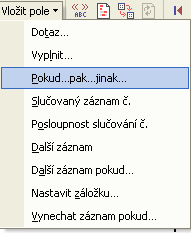 Vložit pole
ABC
Dotaz...
Vyplnit...
Pokud...pak...jinak...
Slučovaný záznam č.
Posloupnost slučování č.
Další záznam
Další záznam pokud...
Nastavit záložku...
Vynechat záznam pokud...